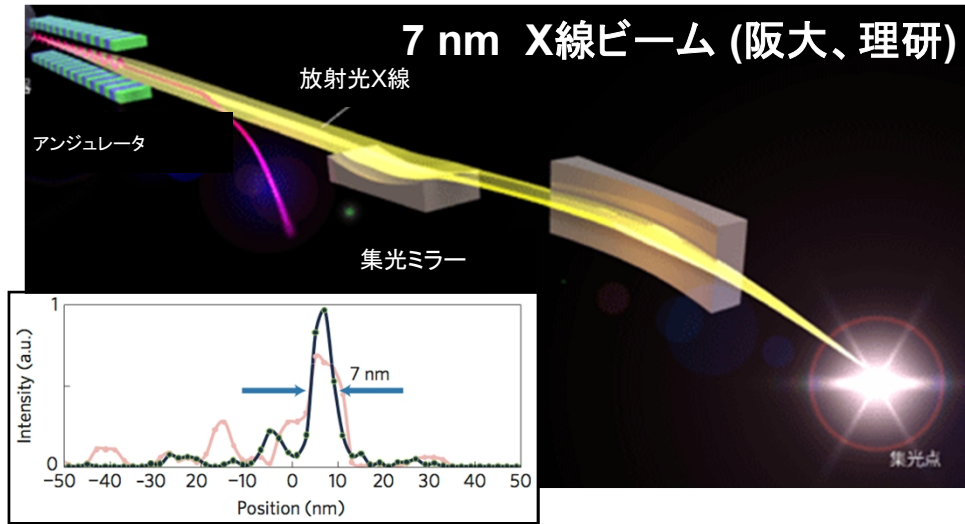 7 nm X線ビーム (阪大、理研)
放射光X線
アンジュレータ
集光ミラー
集光点
1
Intensity (a.u.)
7 nm
0
−50 −40 −30 −20 −10 0 10 20 30 40 50
Position (nm)